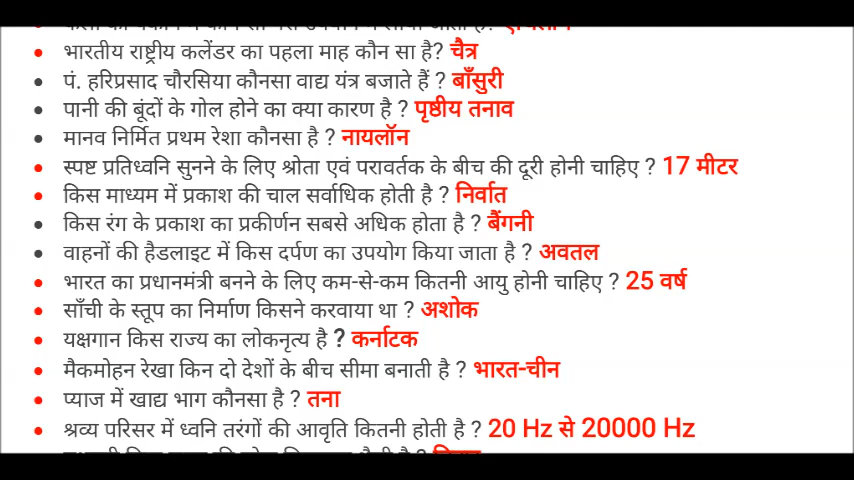 भारतीय राष्ट्रीय कलेंडर का पहला माह कौन सा है? चैत्र
पं. हरिप्रसाद चौरसिया कौनसा वाद्य यंत्र बजाते हैं ? बाँसुरी
पानी की बूंदों के गोल होने का क्या कारण है ? पृष्ठीय तनाव
मानव निर्मित प्रथम रेशा कौनसा है ? नायलॉन
स्पष्ट प्रतिध्वनि सुनने के लिए श्रोता एवं परावर्तक के बीच की दूरी होनी चाहिए ? 17 मीटर
किस माध्यम में प्रकाश की चाल सर्वाधिक होती है ? निर्वात
किस रंग के प्रकाश का प्रकीर्णन सबसे अधिक होता है ? बैंगनी
वाहनों की हैडलाइट में किस दर्पण का उपयोग किया जाता है ? अवतल
भारत का प्रधानमंत्री बनने के लिए कम-से-कम कितनी आयु होनी चाहिए ? 25 वर्ष
साँची के स्तूप का निर्माण किसने करवाया था ? अशोक
यक्षगान किस राज्य का लोकनृत्य है ? कर्नाटक
मैकमोहन रेखा किन दो देशों के बीच सीमा बनाती है ? भारत-चीन
प्याज में खाद्य भाग कौनसा है ? तना
श्रव्य परिसर में ध्वनि तरंगों की आवृति कितनी होती है ? 20 Hz से 20000 Hz